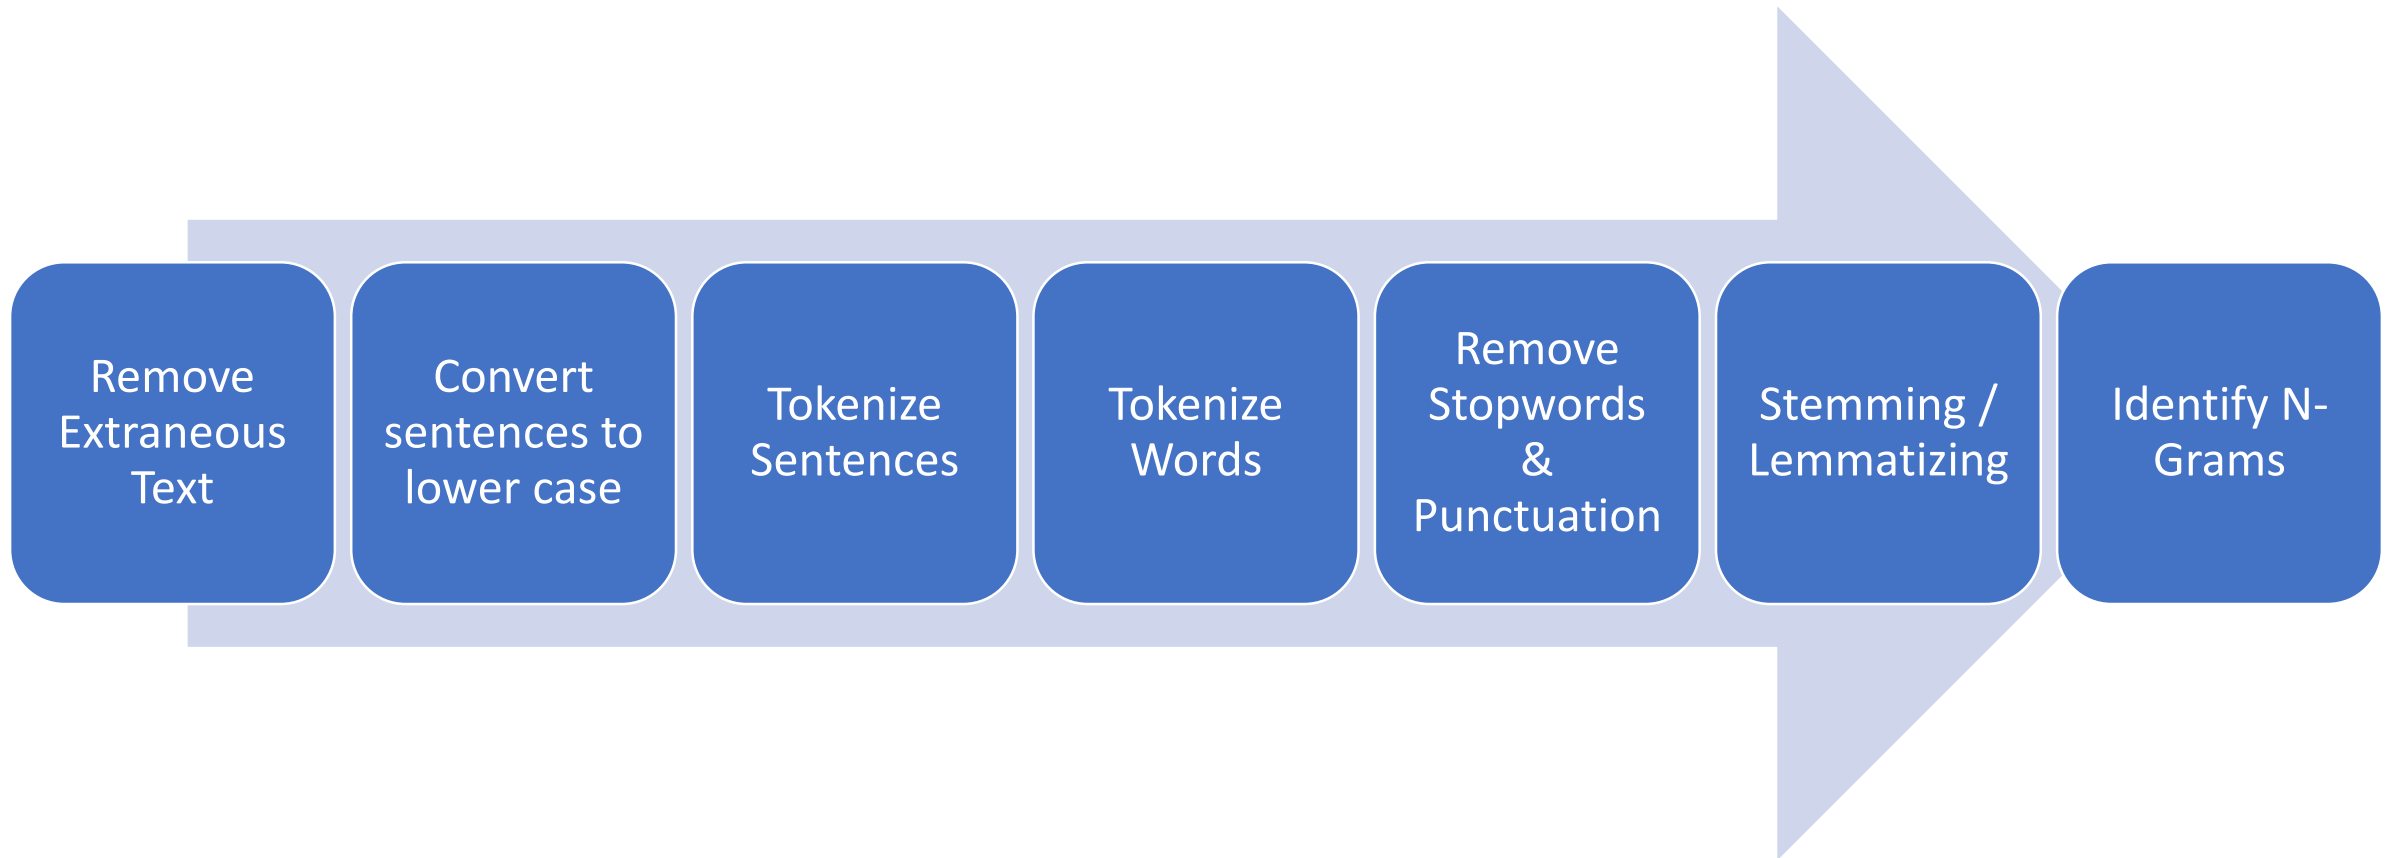 Remove
Extraneous
Text
Convert
sentences to
lower case
Tokenize
Sentences
Tokenize
Words
Remove
Stopwords
&
Punctuation
Stemming /
Lemmatizing
Identify N-
Grams